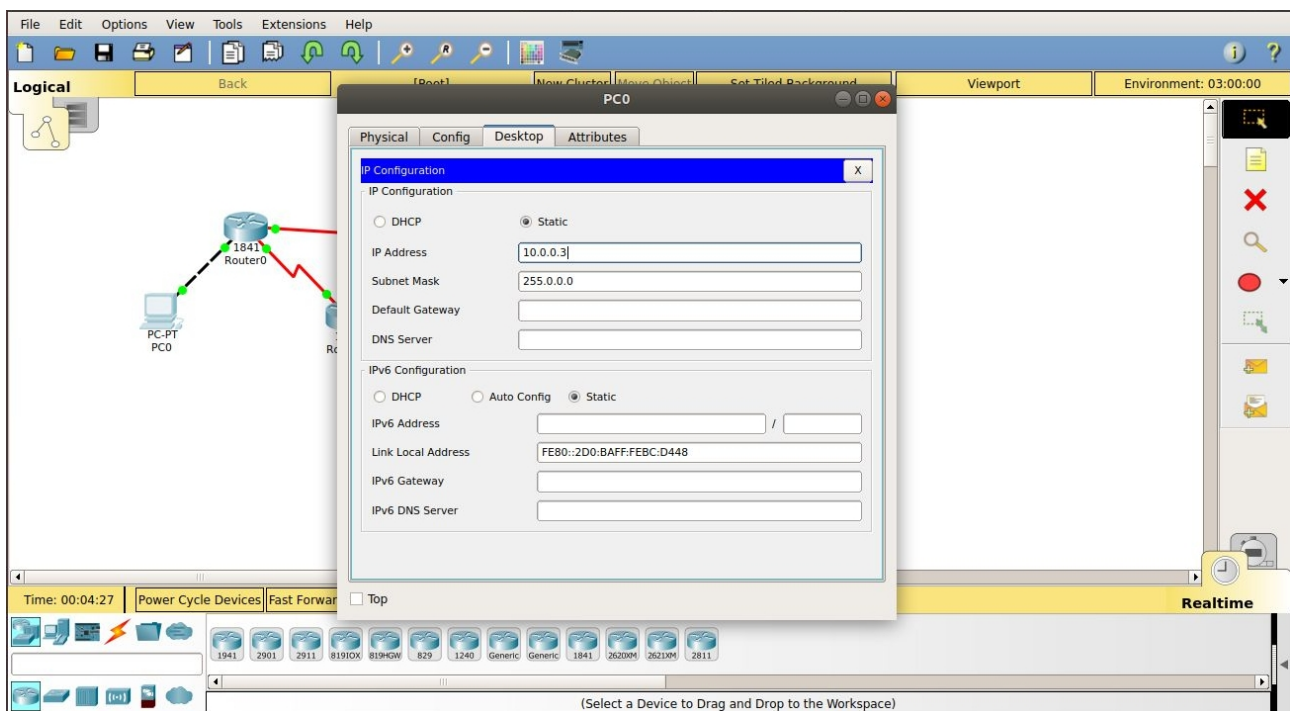 File Edit Options View Tools Extensions Help
Logical Back [Root] New Cluster Move Object Set Tiled Background Viewport Environment: 03:00:00
PC0
Physical Config Desktop Attributes
IP Configuration X
IP Configuration
DHCP Static
IP Address 10.0.0.3
Subnet Mask 255.0.0.0
Default Gateway
DNS Server
IPv6 Configuration
DHCP Auto Config Static
IPv6 Address /
Link Local Address FE80::2D0:BAFF:FEBC:D448
IPv6 Gateway
IPv6 DNS Server
Top
1841
Router0
PC-PT
PC0
Ro
Time: 00:04:27 Power Cycle Devices Fast Forwar
Realtime
1941 2901 2911 819IOX 819HGW 829 1240 Generic Generic 1841 2620XM 2621XM 2811
(Select a Device to Drag and Drop to the Workspace)